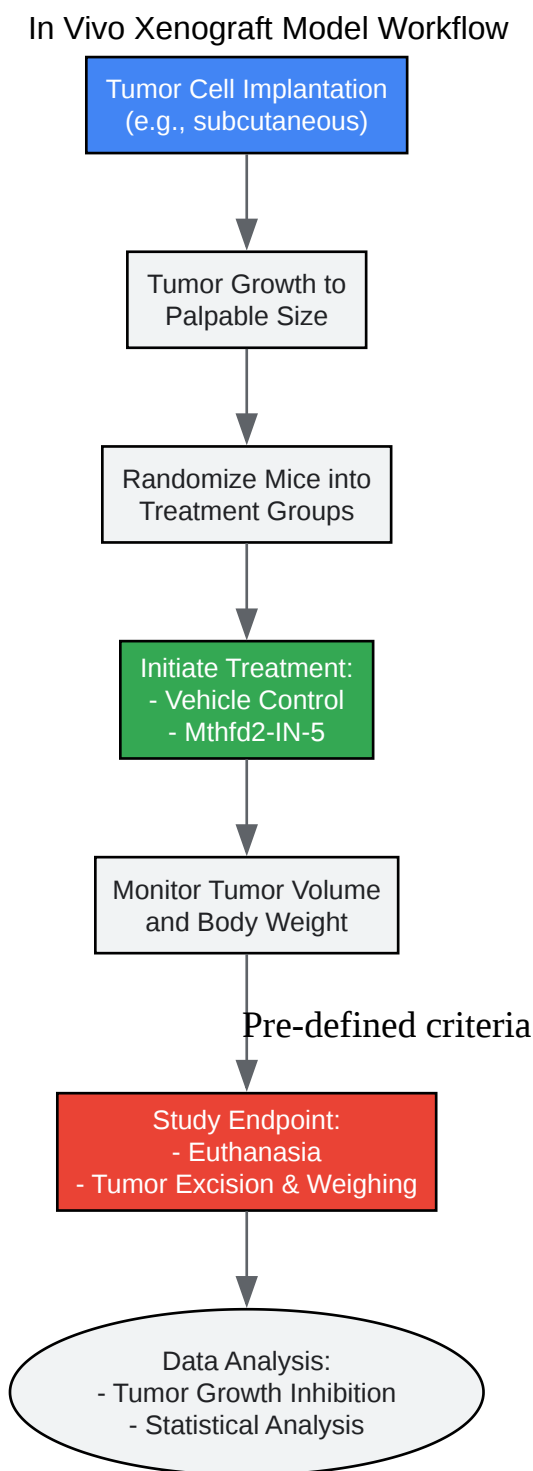 In Vivo Xenograft Model Workflow
Tumor Cell Implantation
(e.g., subcutaneous)
Tumor Growth to
Palpable Size
Randomize Mice into
Treatment Groups
Initiate Treatment:
- Vehicle Control
- Mthfd2-IN-5
Monitor Tumor Volume
and Body Weight
Pre-defined criteria
Study Endpoint:
- Euthanasia
- Tumor Excision & Weighing
Data Analysis:
- Tumor Growth Inhibition
- Statistical Analysis